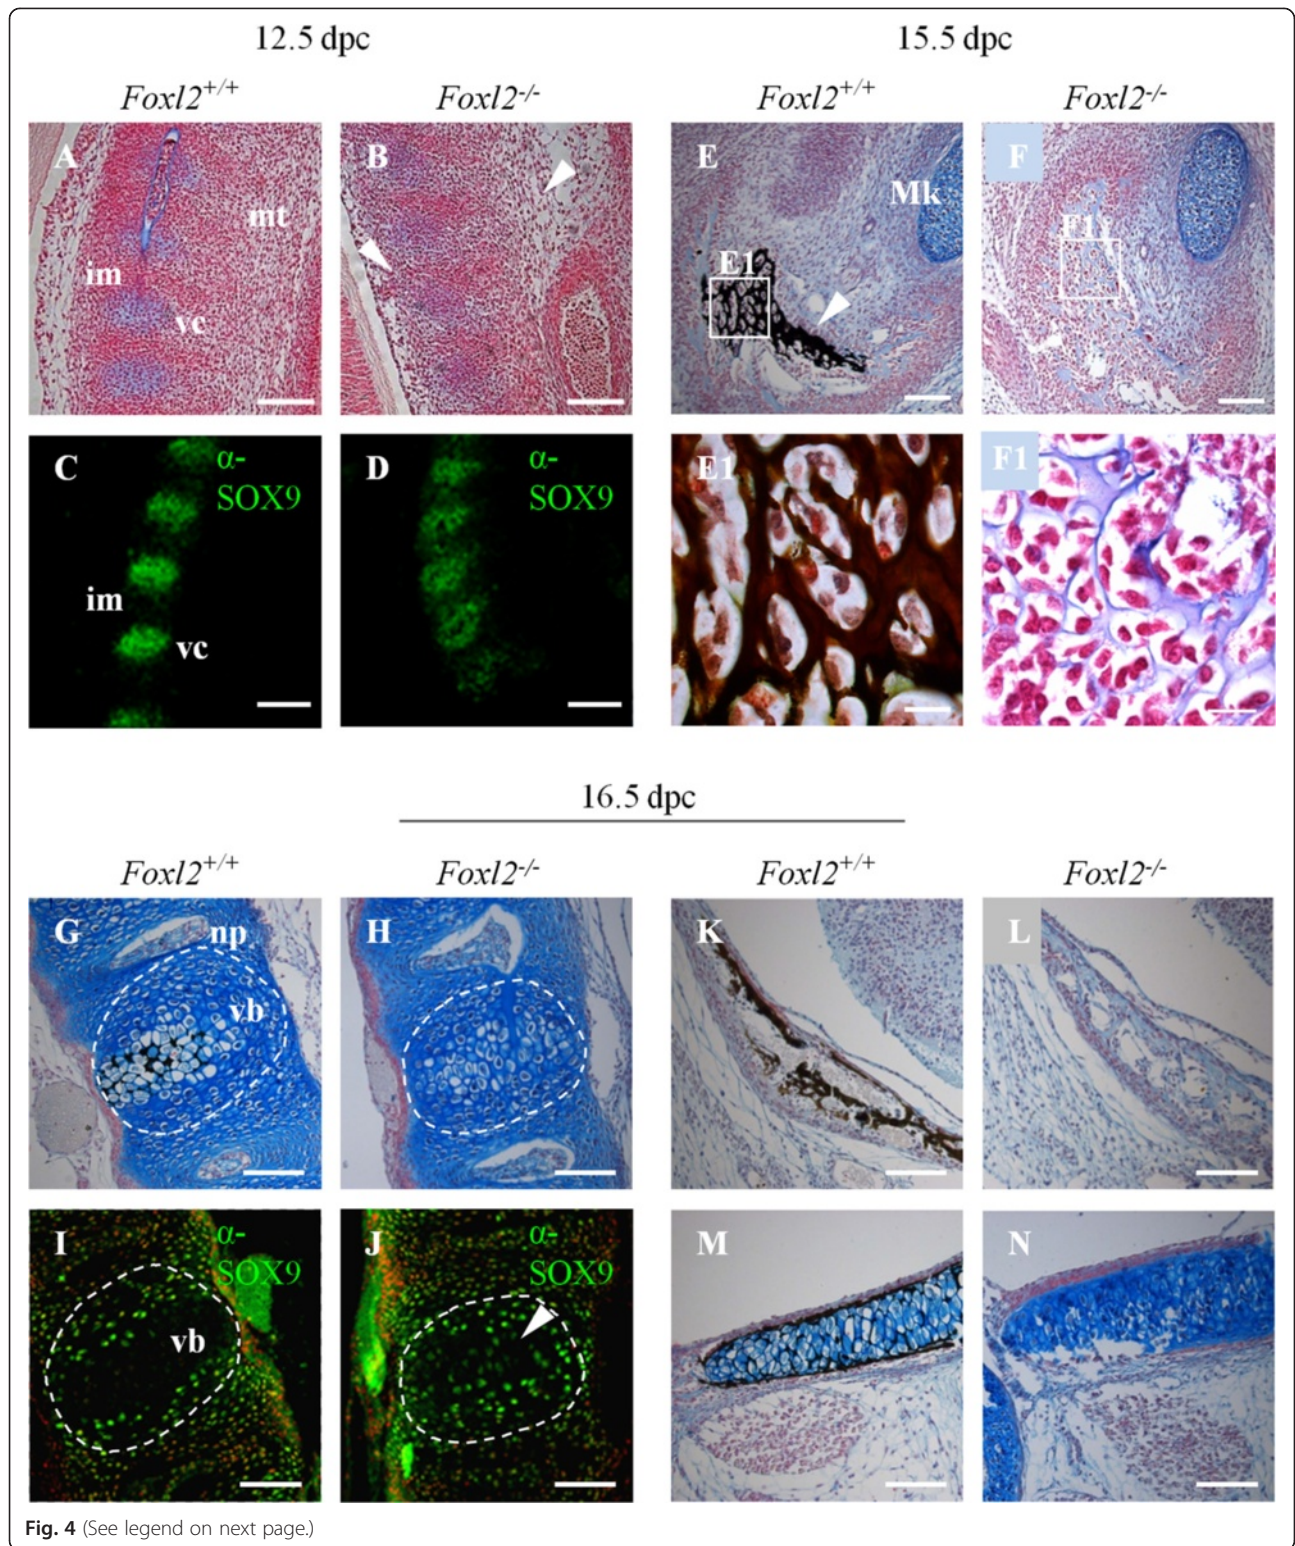 12.5 dpc 15.5 dpc
Foxl2+/+ Foxl2-/- Foxl2+/+ Foxl2-/-
A
mt
im
vc
B
E
Mk
E1
F
F1
C
α-
SOX9
im
vc
D
α-
SOX9
E1
F1
16.5 dpc
Foxl2+/+ Foxl2-/- Foxl2+/+ Foxl2-/-
G
np
vb
H
K
L
I
α-
SOX9
vb
J
α-
SOX9
M
N
Fig. 4 (See legend on next page.)